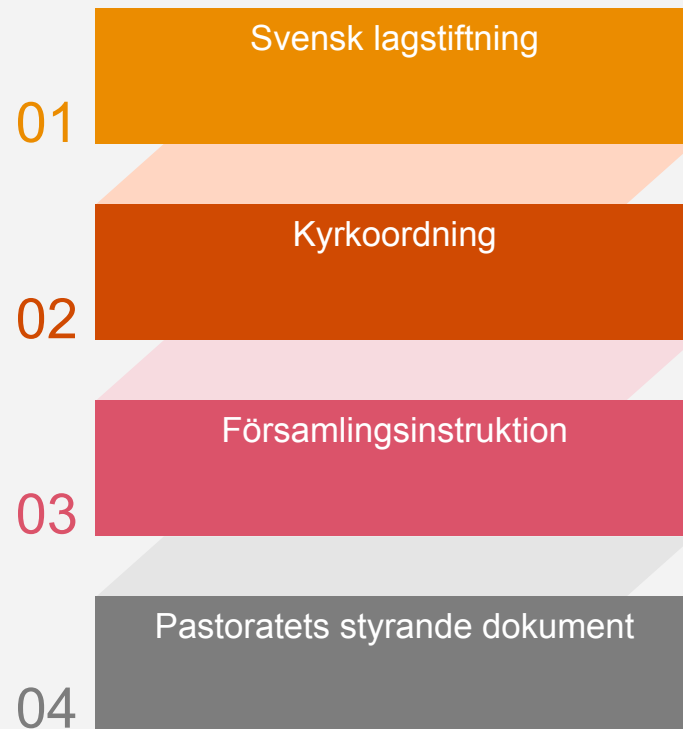 Svensk lagstiftning
01
Kyrkoordning
02
Församlingsinstruktion
03
Pastoratets styrande dokument
04